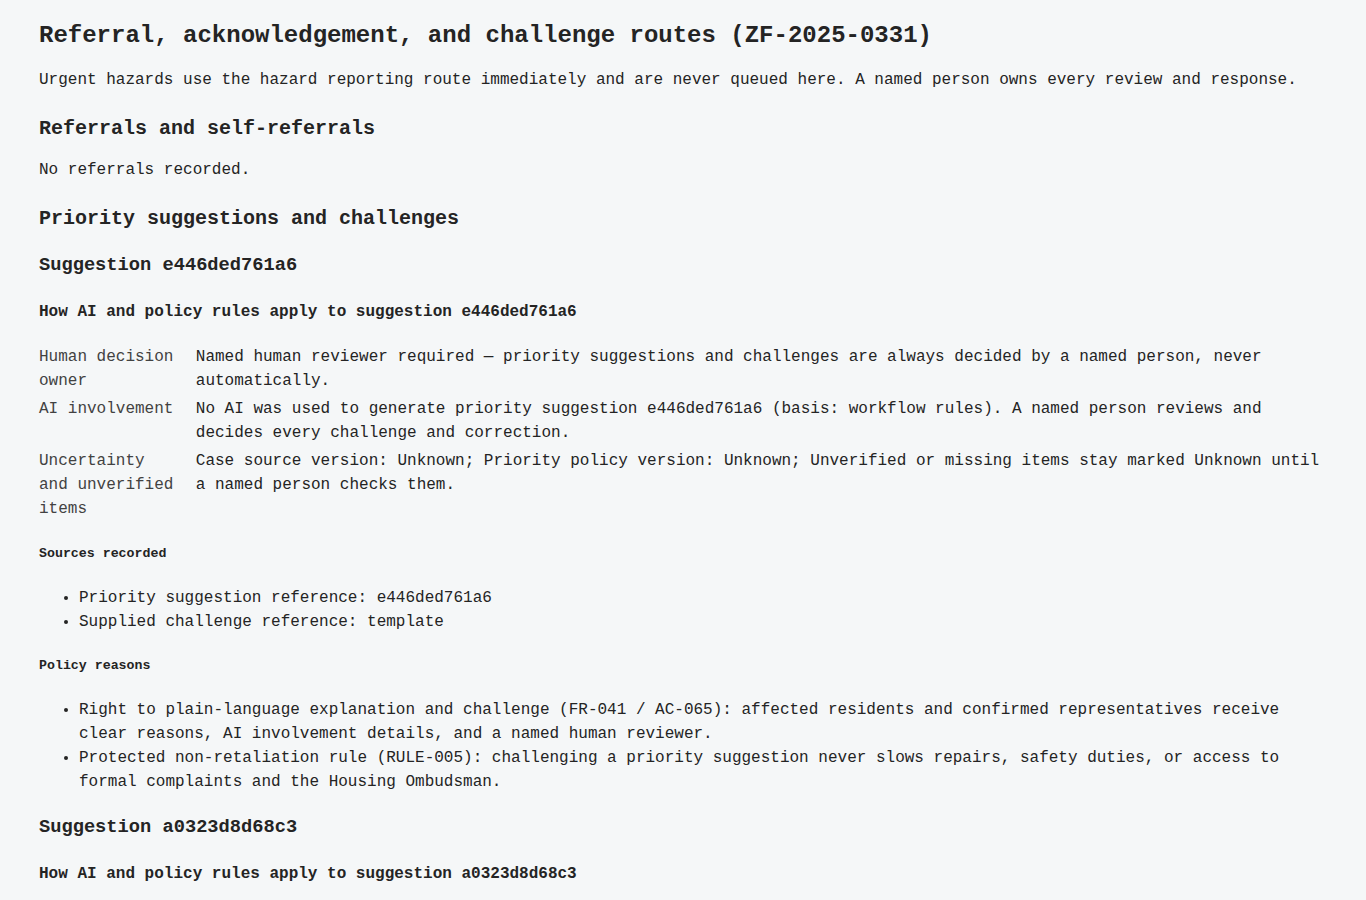 Referral, acknowledgement, and challenge routes (ZF-2025-0331)
Urgent hazards use the hazard reporting route immediately and are never queued here. A named person owns every review and response.
Referrals and self-referrals
No referrals recorded.
Priority suggestions and challenges
Suggestion e446ded761a6
How AI and policy rules apply to suggestion e446ded761a6
Human decision owner
Named human reviewer required — priority suggestions and challenges are always decided by a named person, never
automatically.
AI involvement
No AI was used to generate priority suggestion e446ded761a6 (basis: workflow rules). A named person reviews and
decides every challenge and correction.
Uncertainty
and unverified
items
Case source version: Unknown; Priority policy version: Unknown; Unverified or missing items stay marked Unknown until
a named person checks them.
Sources recorded
• Priority suggestion reference: e446ded761a6
• Supplied challenge reference: template
Policy reasons
• Right to plain-language explanation and challenge (FR-041 / AC-065): affected residents and confirmed representatives receive
clear reasons, AI involvement details, and a named human reviewer.
• Protected non-retaliation rule (RULE-005): challenging a priority suggestion never slows repairs, safety duties, or access to
formal complaints and the Housing Ombudsman.
Suggestion a0323d8d68c3
How AI and policy rules apply to suggestion a0323d8d68c3